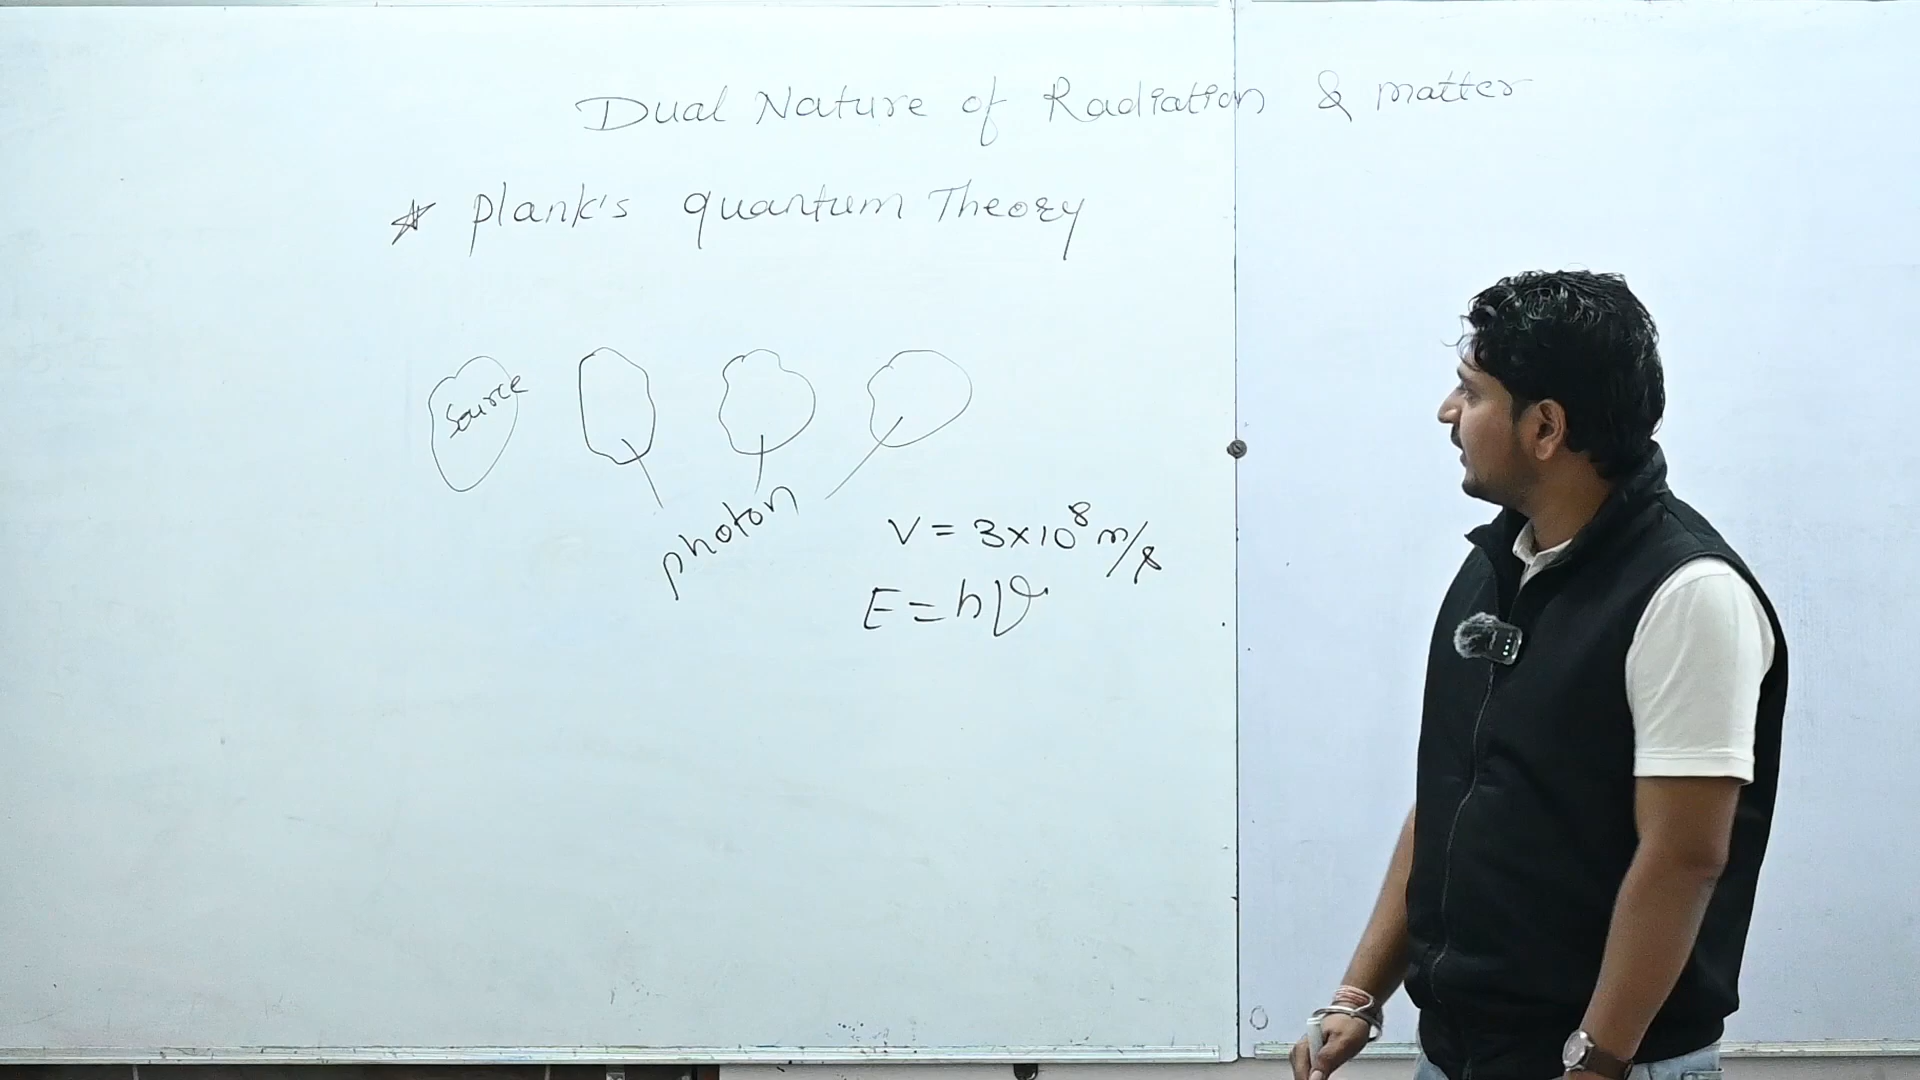 Dual Nature of Radiation & matter
* plank's quantum Theory
Source
photon
V = 3×10⁸ m/s
E = hν